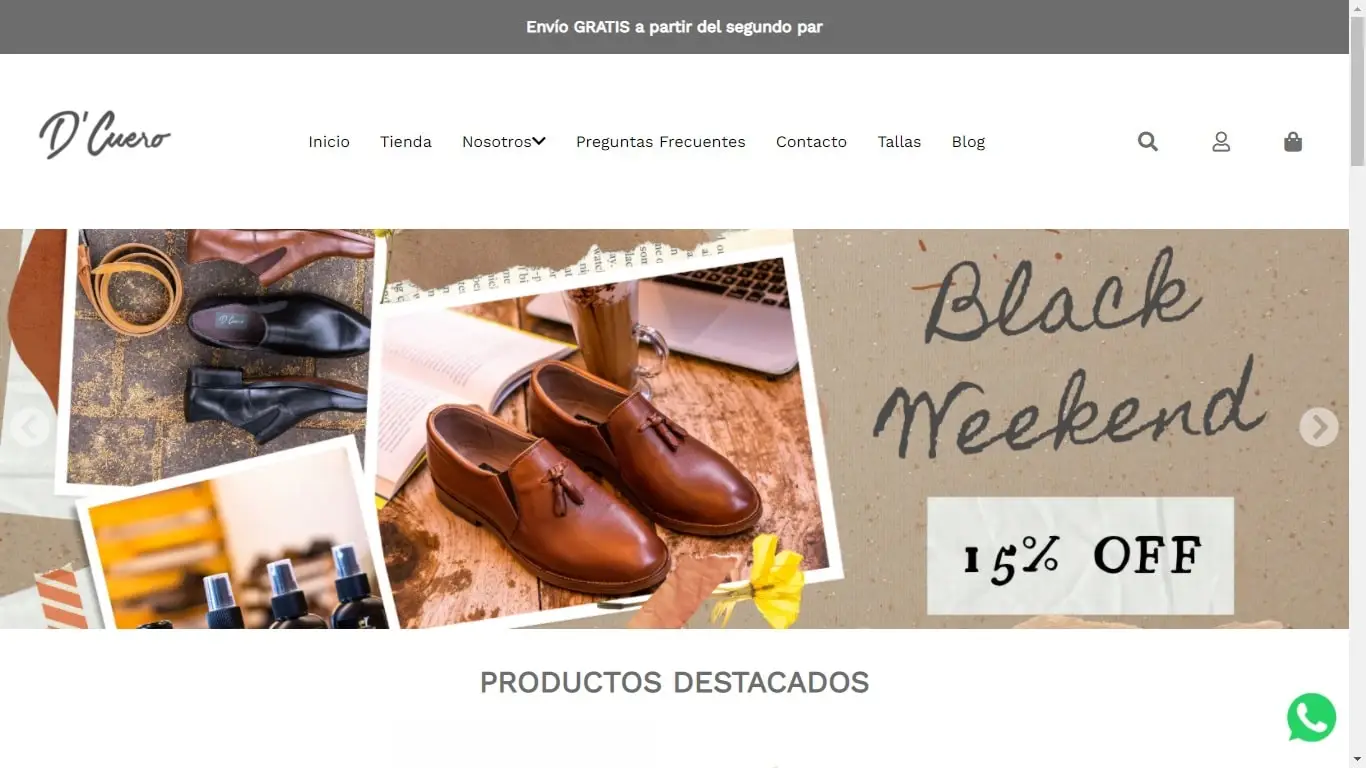 Envío GRATIS a partir del segundo par
D'Cuero
Inicio
Tienda
Nosotros
Preguntas Frecuentes
Contacto
Tallas
Blog
Black
Weekend
15% OFF
PRODUCTOS DESTACADOS